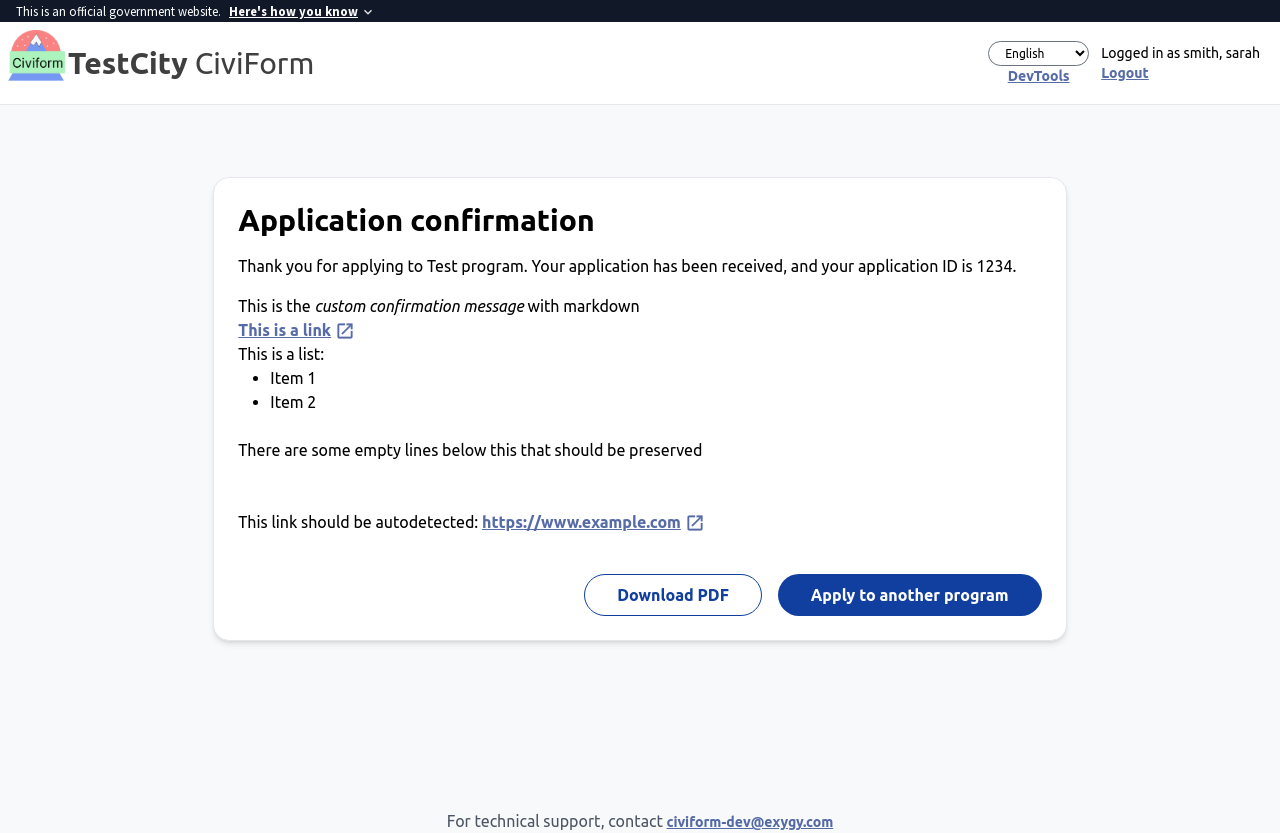 This is an official government website. Here's how you know
Civiform
TestCity CiviForm
English
DevTools
Logged in as smith, sarah
Logout
Application confirmation
Thank you for applying to Test program. Your application has been received, and your application ID is 1234.
This is the custom confirmation message with markdown
This is a link
This is a list:
• Item 1
• Item 2
There are some empty lines below this that should be preserved
This link should be autodetected: https://www.example.com
Download PDF
Apply to another program
For technical support, contact civiform-dev@exygy.com